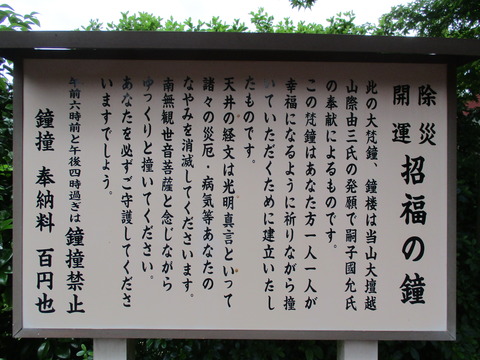 除災
開運
招福の鐘
此の大梵鐘、鐘楼は当山大壇越
山際由三氏の発願で嗣子國允氏
の奉献によるものです。
この梵鐘はあなた方一人一人が
幸福になるように祈りながら撞
いていただくために建立いたし
たものです。
天井の経文は光明真言といって
諸々の災厄・病気等あなたの
なやみを消滅してくださいます。
南無観世音菩薩と念じながら
ゆっくりと撞いてください。
あなたを必ずご守護してくださ
いますでしょう。
午前六時前と午後四時過ぎは鐘撞禁止
鐘撞 奉納料 百円也